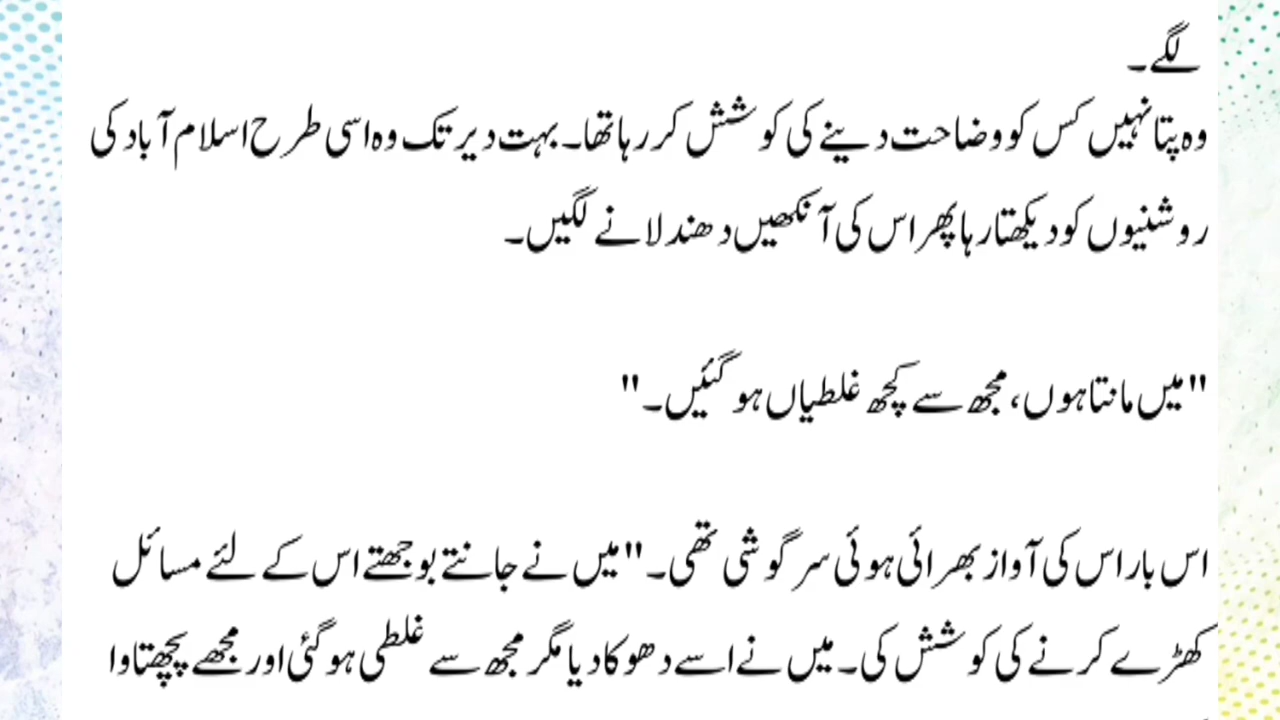 لگے۔
وہ پتا نہیں کس کو وضاحت دینے کی کوشش کر رہا تھا۔ بہت دیر تک وہ اسی طرح اسلام آباد کی
روشنیوں کو دیکھتا رہا پھر اس کی آنکھیں دھندلانے لگیں۔
"میں مانتا ہوں، مجھ سے کچھ غلطیاں ہو گئیں۔"
اس بار اس کی آواز بھرائی ہوئی سرگوشی تھی۔ "میں نے جانتے بوجھتے اس کے لئے مسائل
کھڑے کرنے کی کوشش کی۔ میں نے اسے دھوکا دیا مگر مجھ سے غلطی ہو گئی اور مجھے پچھتاوا